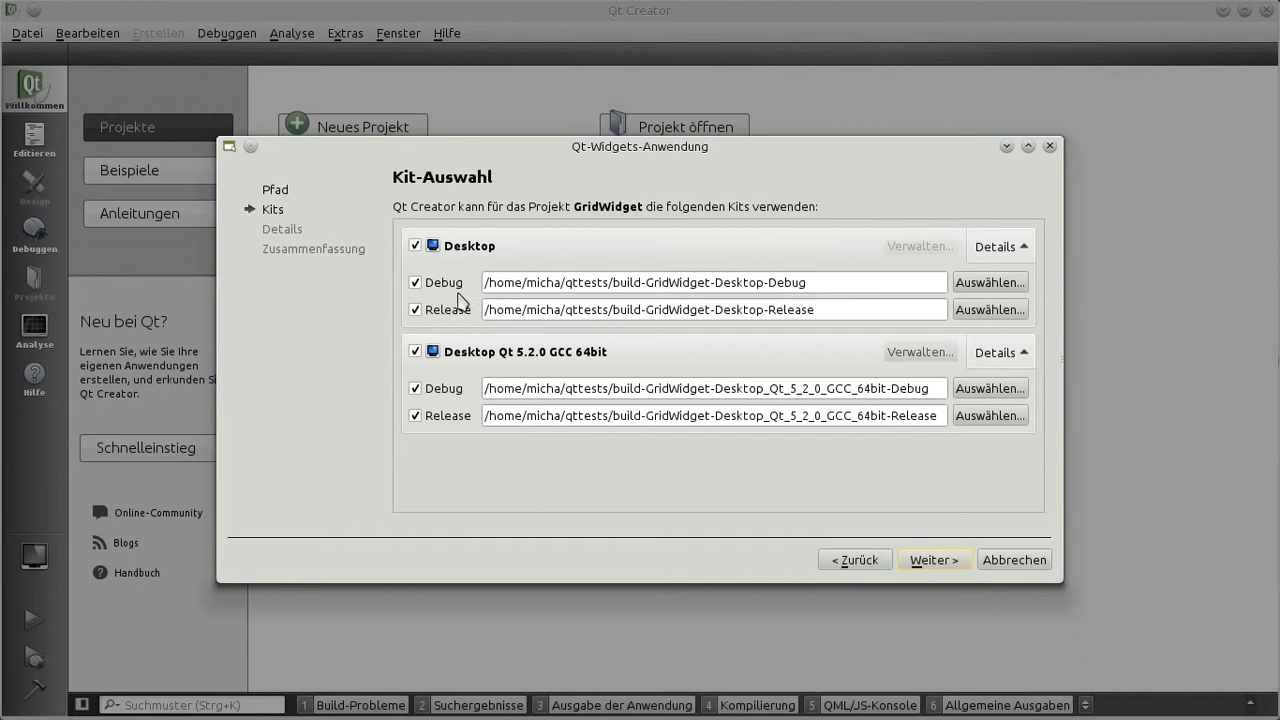 Qt Creator
Datei Bearbeiten Erstellen Debuggen Analyse Extras Fenster Hilfe
Willkommen
Editieren
Design
Debuggen
Projekte
Analyse
Hilfe
Projekte
Beispiele
Anleitungen
Neues Projekt
Projekt öffnen
Neu bei Qt?
Lernen Sie, wie Sie Ihre
eigenen Anwendungen
erstellen, und erkunden Si
Qt Creator.
Schnelleinstieg
Online-Community
Blogs
Handbuch
Qt-Widgets-Anwendung
Pfad
Kits
Details
Zusammenfassung
Kit-Auswahl
Qt Creator kann für das Projekt GridWidget die folgenden Kits verwenden:
Desktop Verwalten... Details
Debug /home/micha/qttests/build-GridWidget-Desktop-Debug Auswählen...
Release /home/micha/qttests/build-GridWidget-Desktop-Release Auswählen...
Desktop Qt 5.2.0 GCC 64bit Verwalten... Details
Debug /home/micha/qttests/build-GridWidget-Desktop_Qt_5_2_0_GCC_64bit-Debug Auswählen...
Release /home/micha/qttests/build-GridWidget-Desktop_Qt_5_2_0_GCC_64bit-Release Auswählen...
< Zurück Weiter > Abbrechen
Suchmuster (Strg+K) 1 Build-Probleme 2 Suchergebnisse 3 Ausgabe der Anwendung 4 Kompilierung 5 QML/JS-Konsole 6 Allgemeine Ausgaben